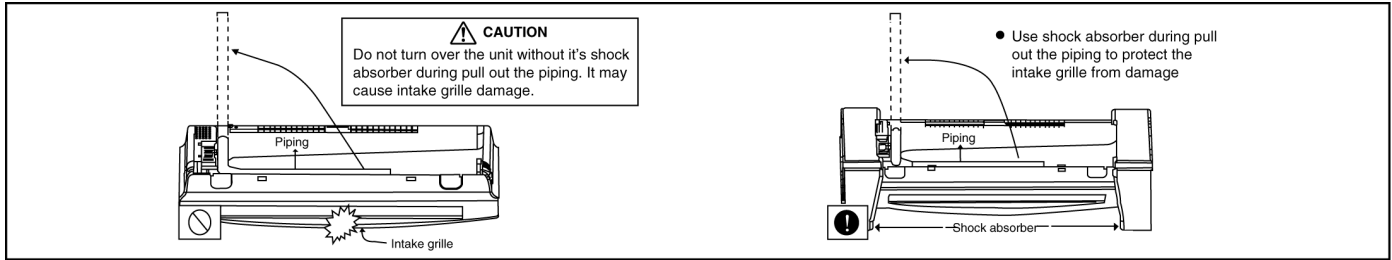 CAUTION
Do not turn over the unit without it's shock
absorber during pull out the piping. It may
cause intake grille damage.
Piping
Intake grille
● Use shock absorber during pull
out the piping to protect the
intake grille from damage
Piping
Shock absorber